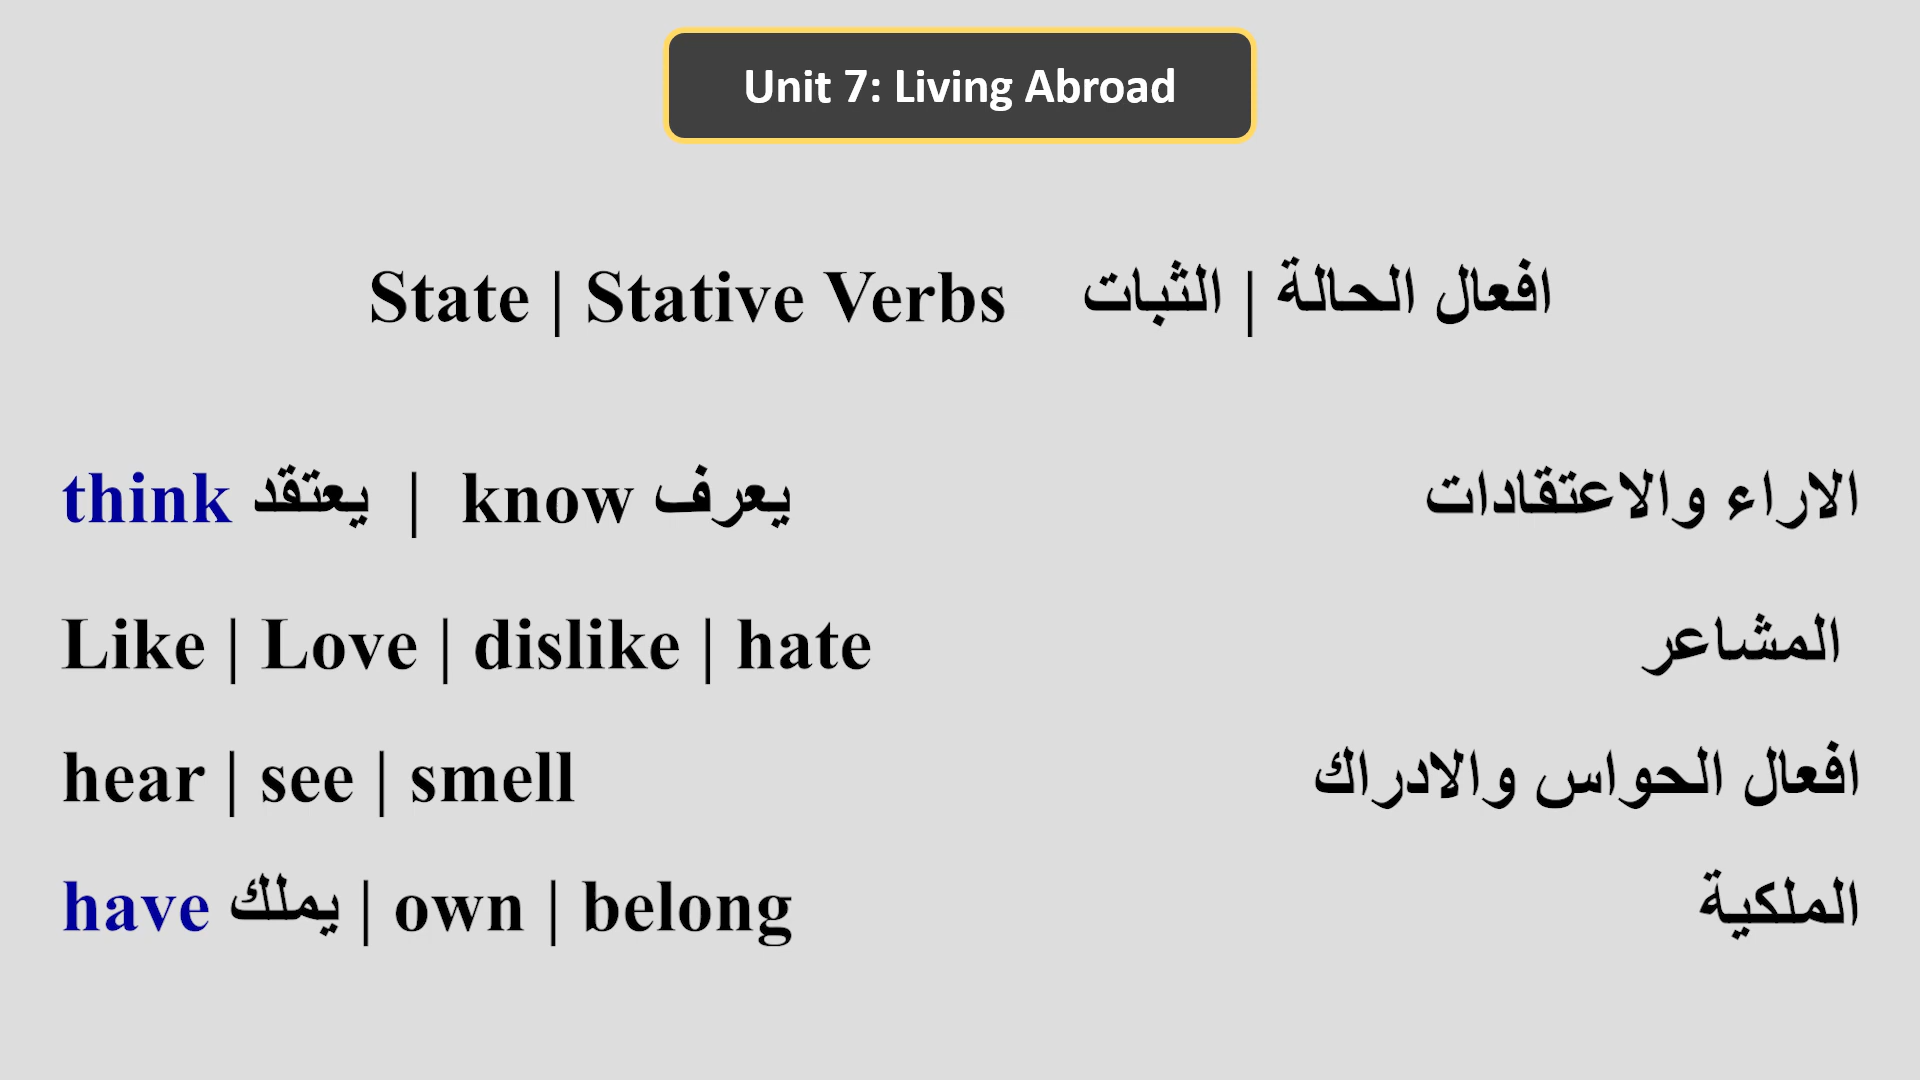 Unit 7: Living Abroad
State | Stative Verbs افعال الحالة | الثبات
think يعتقد | know يعرف الاراء والاعتقادات
Like | Love | dislike | hate المشاعر
hear | see | smell افعال الحواس والادراك
have يملك | own | belong الملكية